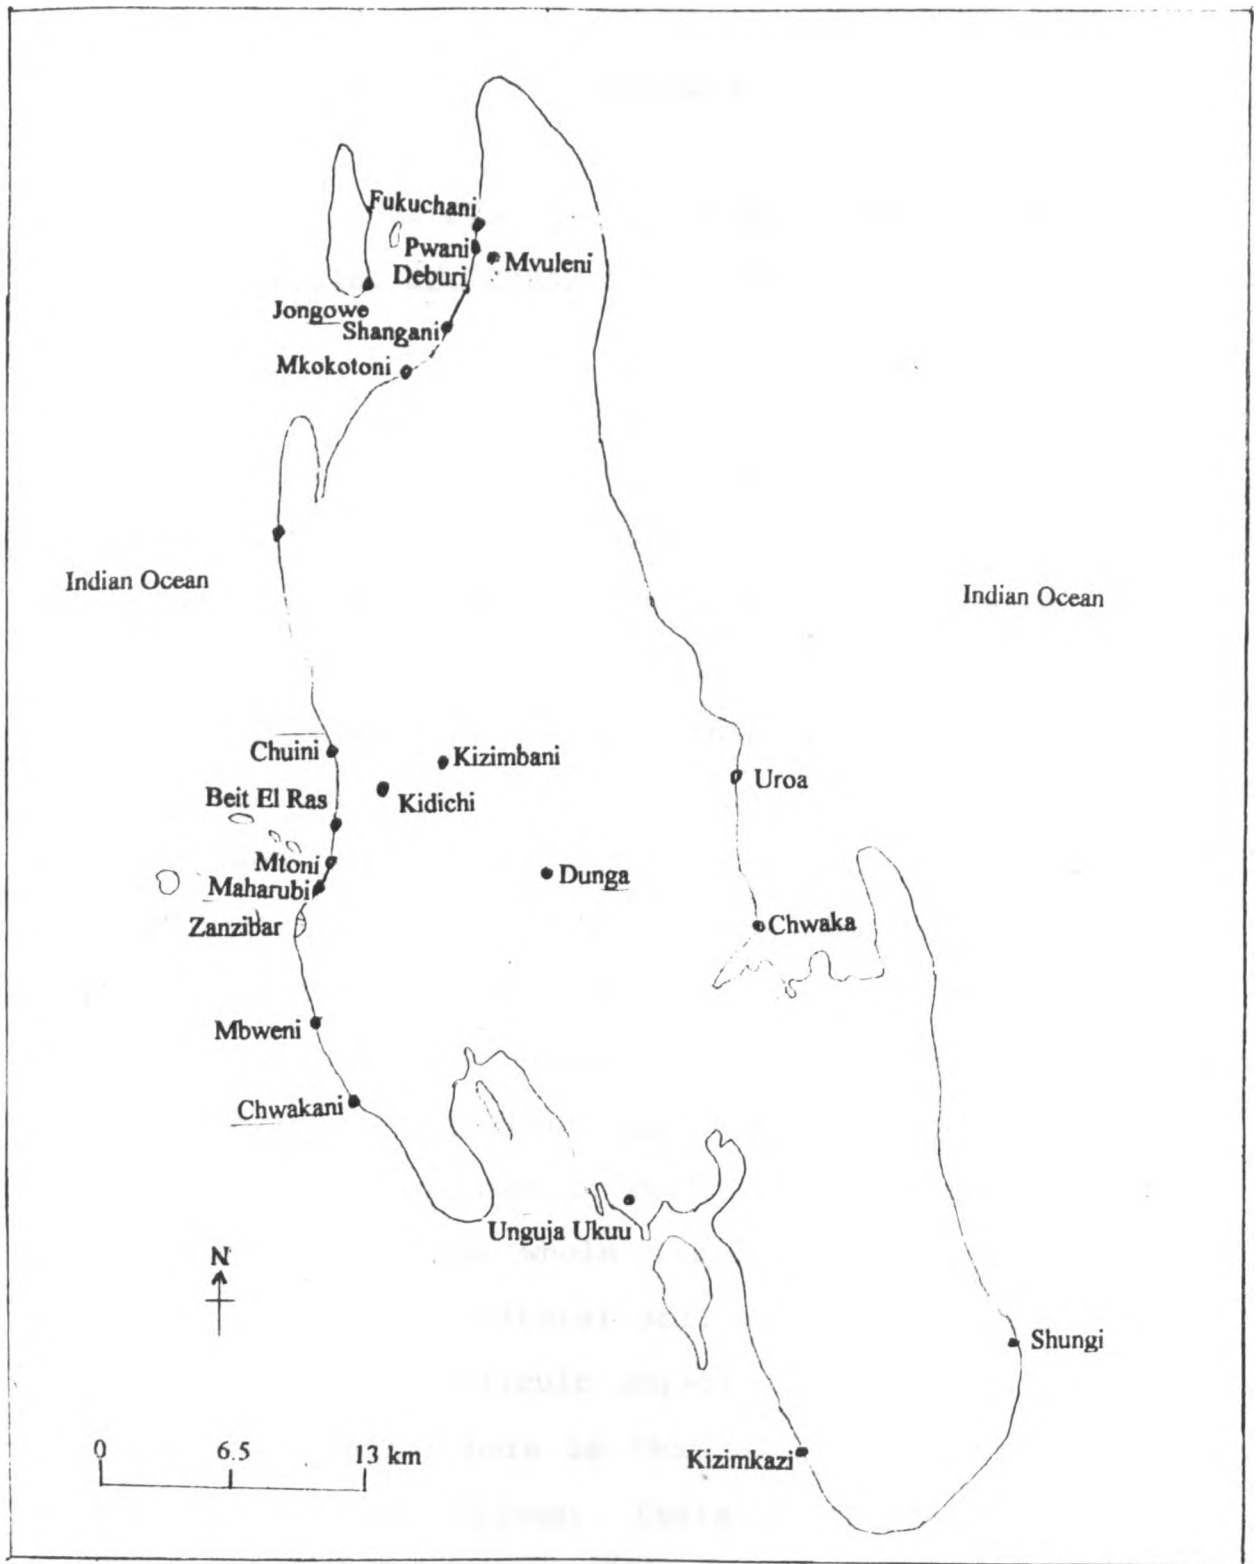 Fukuchani
Pwani
Mvuleni
Deburi
Jongowe
Shangani
Mkokotoni
Indian Ocean
Indian Ocean
Chuini
Kizimbani
Uroa
Beit El Ras
Kidichi
Mtoni
Dunga
Maharubi
Zanzibar
Chwaka
Mbweni
Chwakani
Unguja Ukuu
N
Shungi
0 6.5 13 km
Kizimkazi